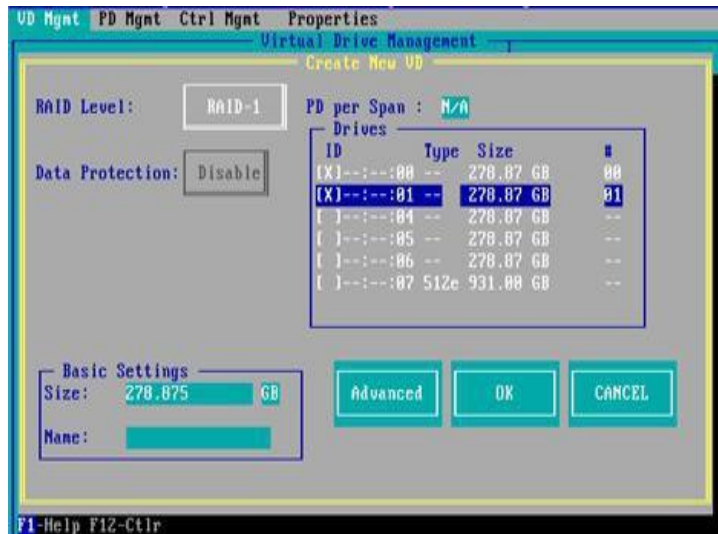 VD Mgmt PD Mgmt Ctrl Mgmt Properties
Virtual Drive Management
Create New VD
RAID Level: RAID-1 PD per Span : N/A
Drives
ID Type Size #
[X]--:--:00 -- 278.87 GB 00
Data Protection: Disable
[X]--:--:01 -- 278.87 GB 01
[ ]--:--:04 -- 278.87 GB --
[ ]--:--:05 -- 278.87 GB --
[ ]--:--:06 -- 278.87 GB --
[ ]--:--:07 512e 931.00 GB --
Basic Settings
Size: 278.875 GB
Name:
Advanced OK CANCEL
F1-Help F12-Ctlr